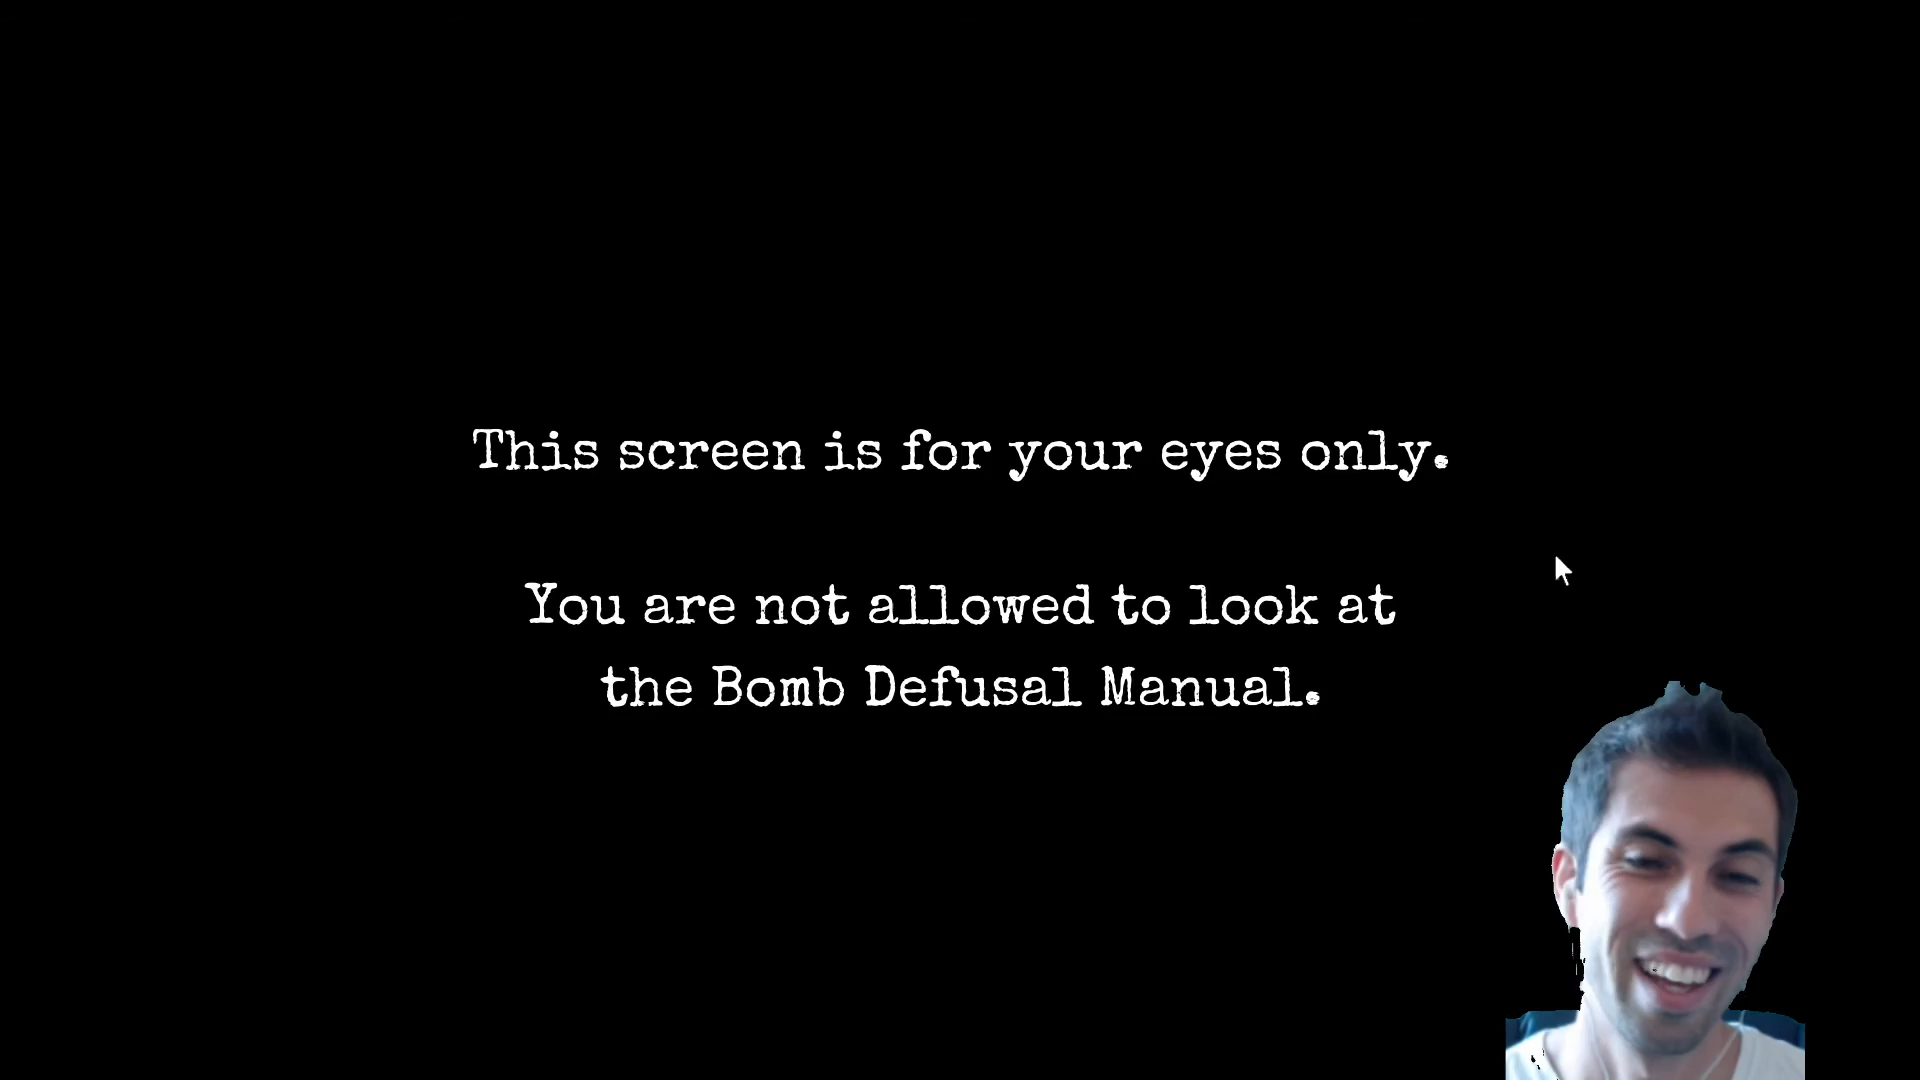 This screen is for your eyes only.
You are not allowed to look at
the Bomb Defusal Manual.